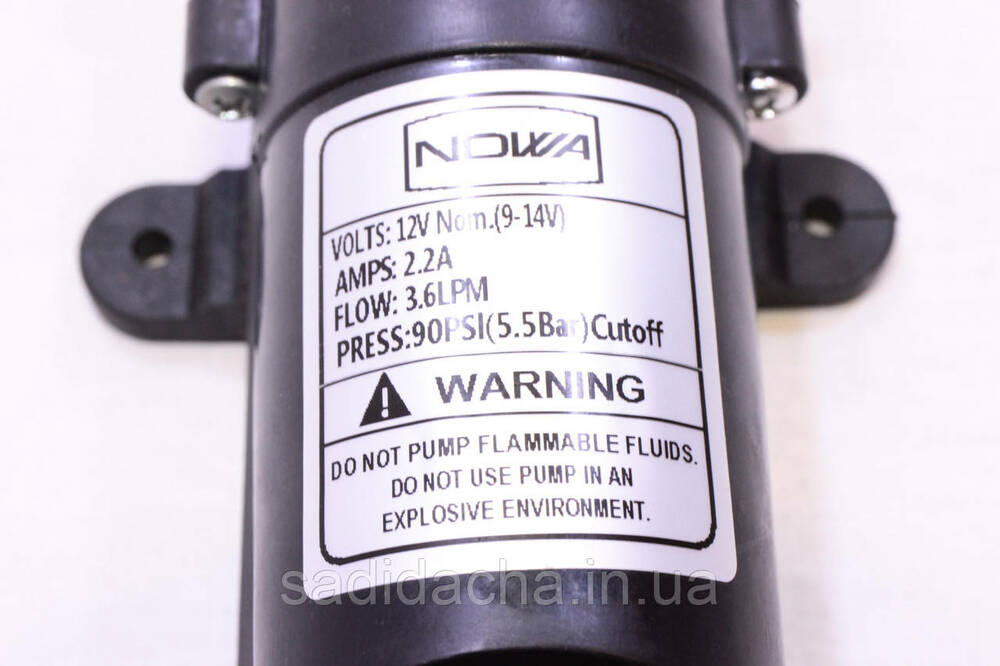 NOWA
VOLTS: 12V Nom.(9-14V)
AMPS: 2.2A
FLOW: 3.6LPM
PRESS:90PSI(5.5Bar)Cutoff
WARNING
DO NOT PUMP FLAMMABLE FLUIDS.
DO NOT USE PUMP IN AN
EXPLOSIVE ENVIRONMENT.
sadidacha.in.ua